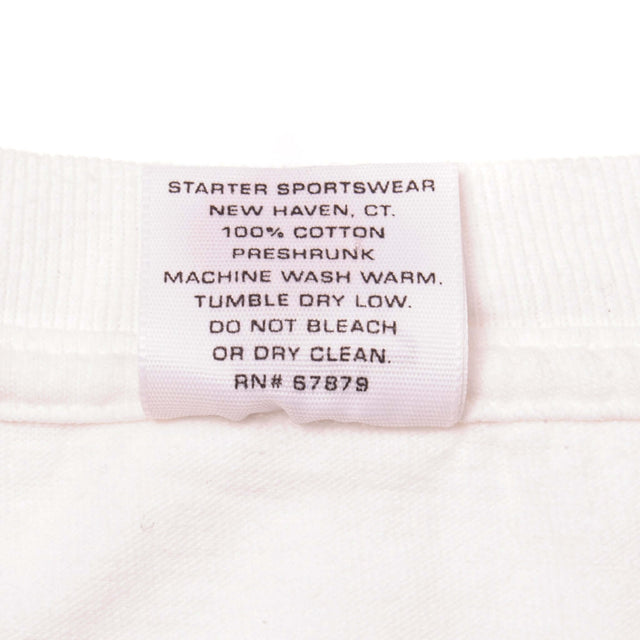 STARTER SPORTSWEAR
NEW HAVEN, CT.
100% COTTON
PRESHRUNK
MACHINE WASH WARM.
TUMBLE DRY LOW.
DO NOT BLEACH
OR DRY CLEAN.
RN# 67879